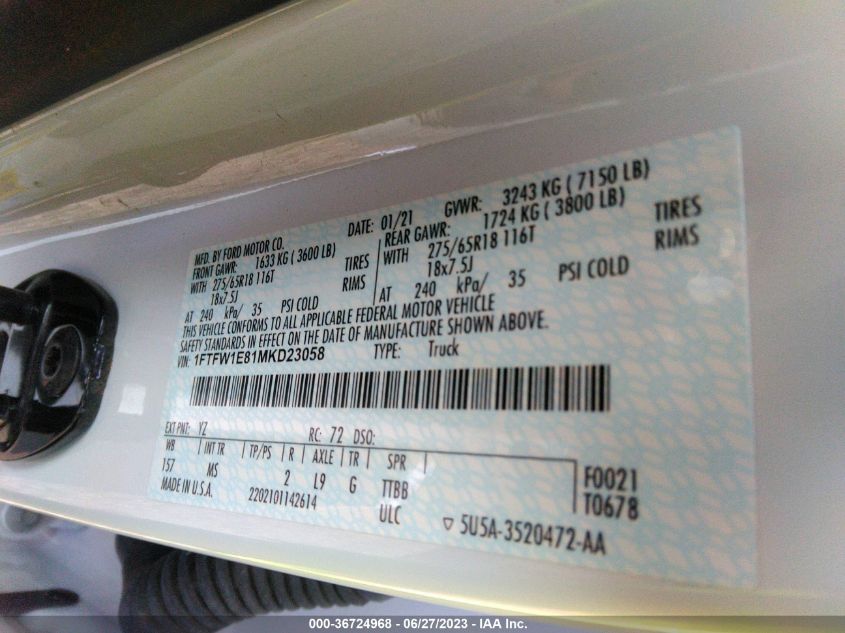 MFD. BY FORD MOTOR CO.
DATE: 01/21 GVWR: 3243 KG ( 7150 LB)
FRONT GAWR: 1633 KG (3600 LB)
REAR GAWR: 1724 KG ( 3800 LB)
WITH 275/65R18 116T TIRES
WITH 275/65R18 116T TIRES
18x7.5J RIMS
18x7.5J RIMS
AT 240 kPa/ 35 PSI COLD
AT 240 kPa/ 35 PSI COLD
THIS VEHICLE CONFORMS TO ALL APPLICABLE FEDERAL MOTOR VEHICLE
SAFETY STANDARDS IN EFFECT ON THE DATE OF MANUFACTURE SHOWN ABOVE.
VIN: 1FTFW1E81MKD23058 TYPE: Truck
EXT PNT: YZ RC: 72 DSO:
WB INT TR TP/PS R AXLE TR SPR
157 MS 2 L9 G TTBB F0021
MADE IN U.S.A. 2202101142614 ULC T0678
▽ 5U5A-3520472-AA
000-36724968 - 06/27/2023 - IAA Inc.